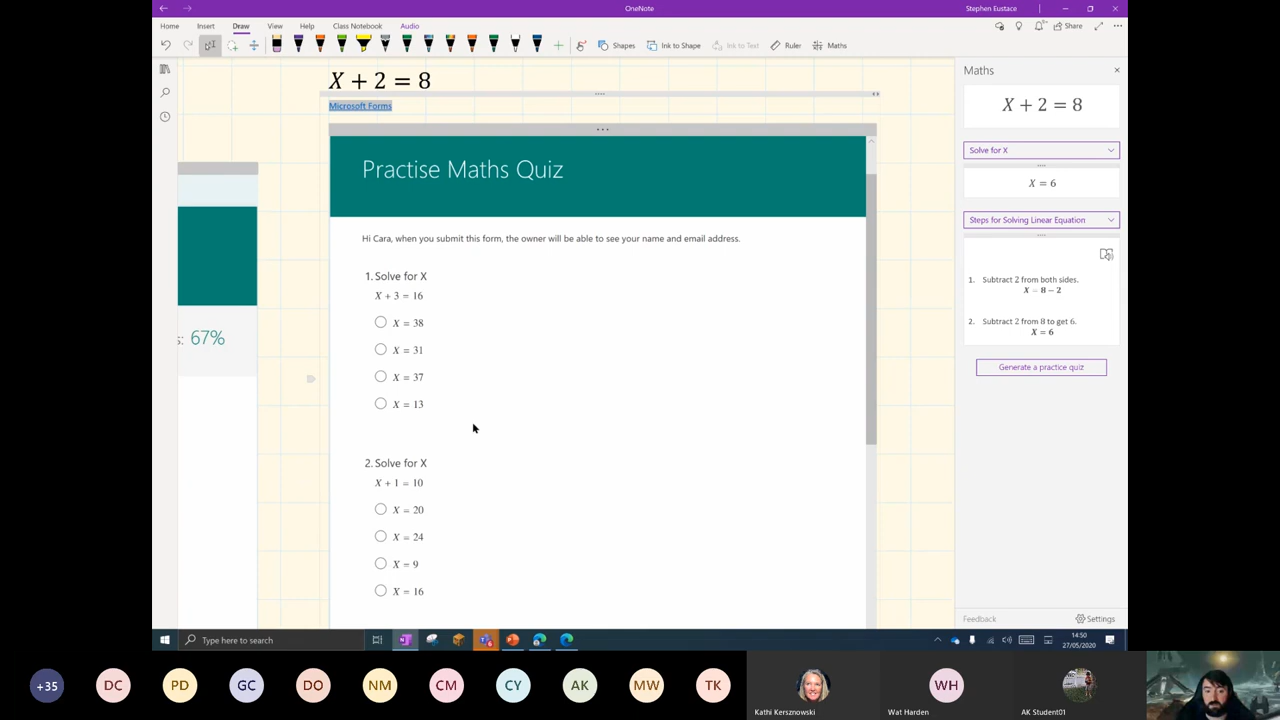 OneNote
Stephen Eustace
Home Insert Draw View Help Class Notebook Audio
Share
Shapes Ink to Shape Ink to Text Ruler Maths
X + 2 = 8
Microsoft Forms
Practise Maths Quiz
Hi Cara, when you submit this form, the owner will be able to see your name and email address.
1. Solve for X
X + 3 = 16
X = 38
X = 31
X = 37
X = 13
2. Solve for X
X + 1 = 10
X = 20
X = 24
X = 9
X = 16
s: 67%
Maths
X + 2 = 8
Solve for X
X = 6
Steps for Solving Linear Equation
1. Subtract 2 from both sides.
X = 8 − 2
2. Subtract 2 from 8 to get 6.
X = 6
Generate a practice quiz
Feedback
Settings
Type here to search
14:50
27/05/2020
+35 DC PD GC DO NM CM CY AK MW TK WH
Kathi Kersznowski Wat Harden AK Student01